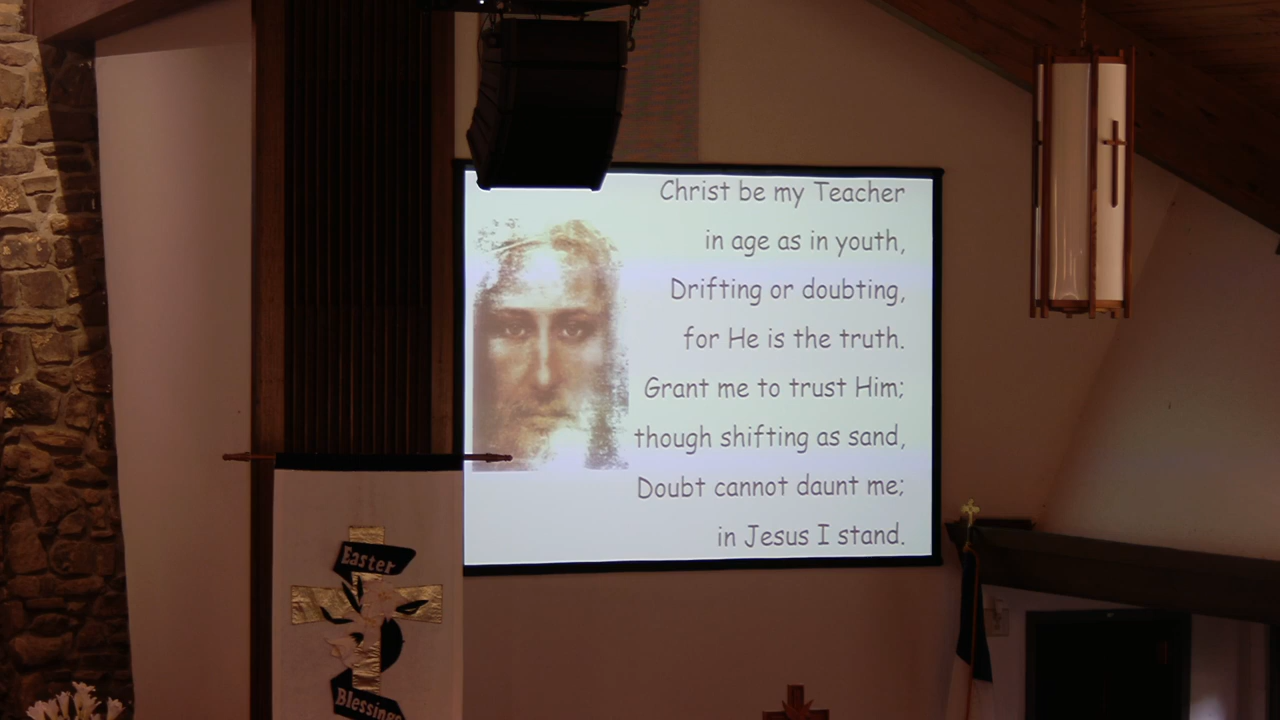 Christ be my Teacher
in age as in youth,
Drifting or doubting,
for He is the truth.
Grant me to trust Him;
though shifting as sand,
Doubt cannot daunt me;
in Jesus I stand.
Easter
Blessings